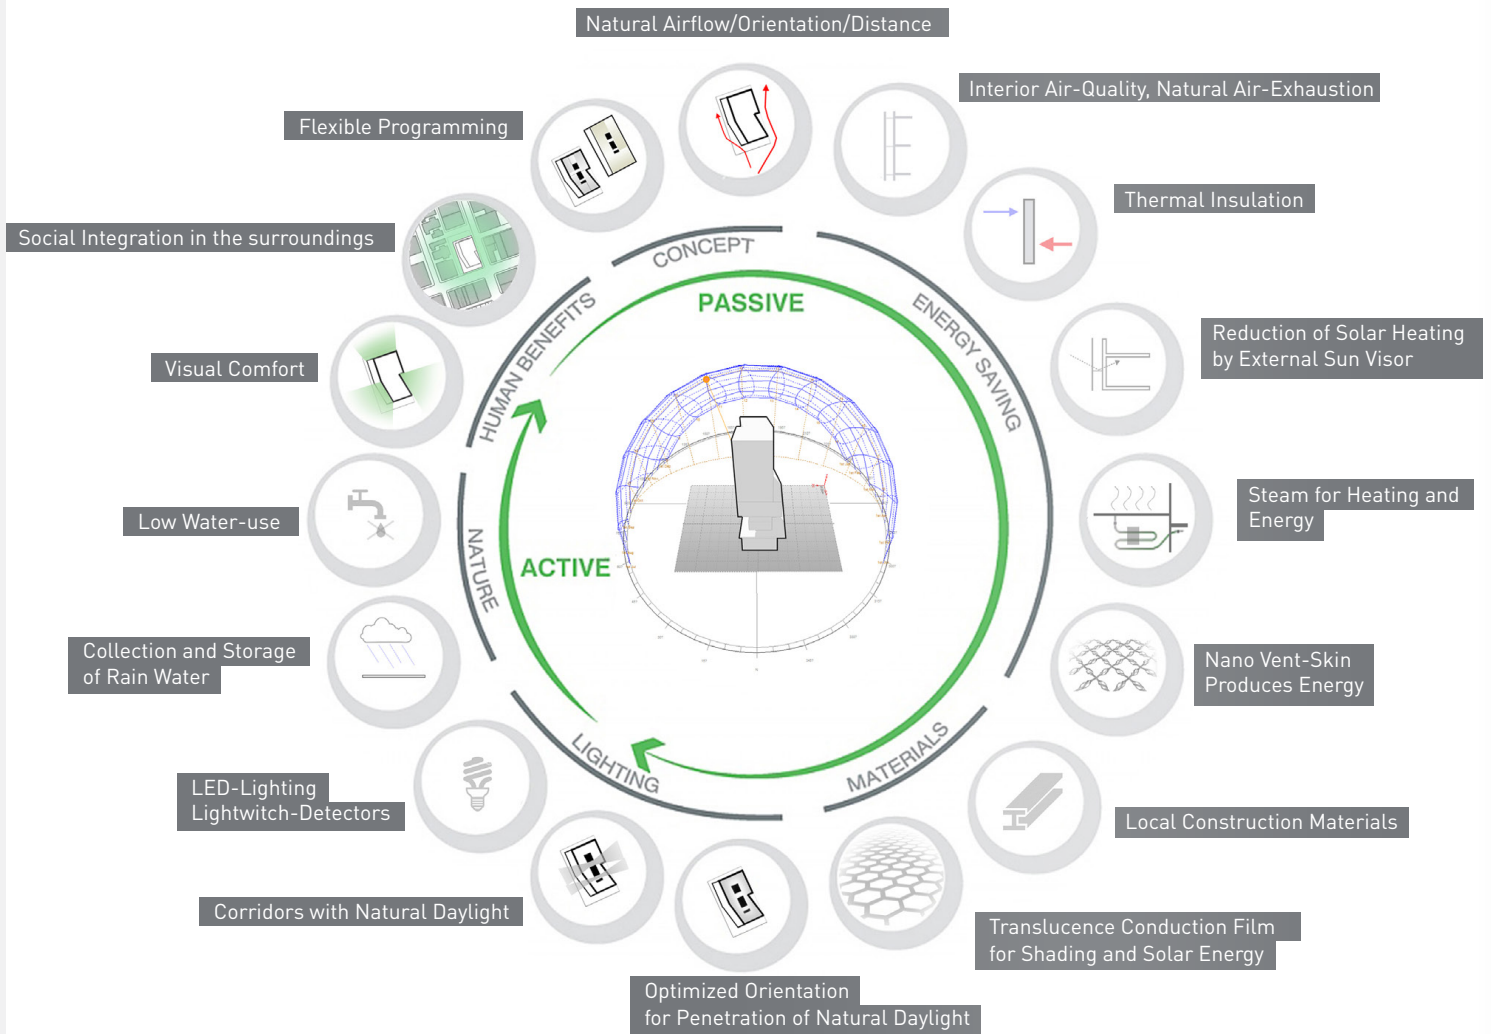 Natural Airflow/Orientation/Distance
Interior Air-Quality, Natural Air-Exhaustion
Flexible Programming
Thermal Insulation
Social Integration in the surroundings
CONCEPT
PASSIVE
HUMAN BENEFITS
ENERGY SAVING
Reduction of Solar Heating
by External Sun Visor
Visual Comfort
Steam for Heating and
Energy
Low Water-use
NATURE
ACTIVE
Collection and Storage
of Rain Water
Nano Vent-Skin
Produces Energy
LIGHTING
MATERIALS
LED-Lighting
Lightwitch-Detectors
Local Construction Materials
Corridors with Natural Daylight
Translucence Conduction Film
for Shading and Solar Energy
Optimized Orientation
for Penetration of Natural Daylight